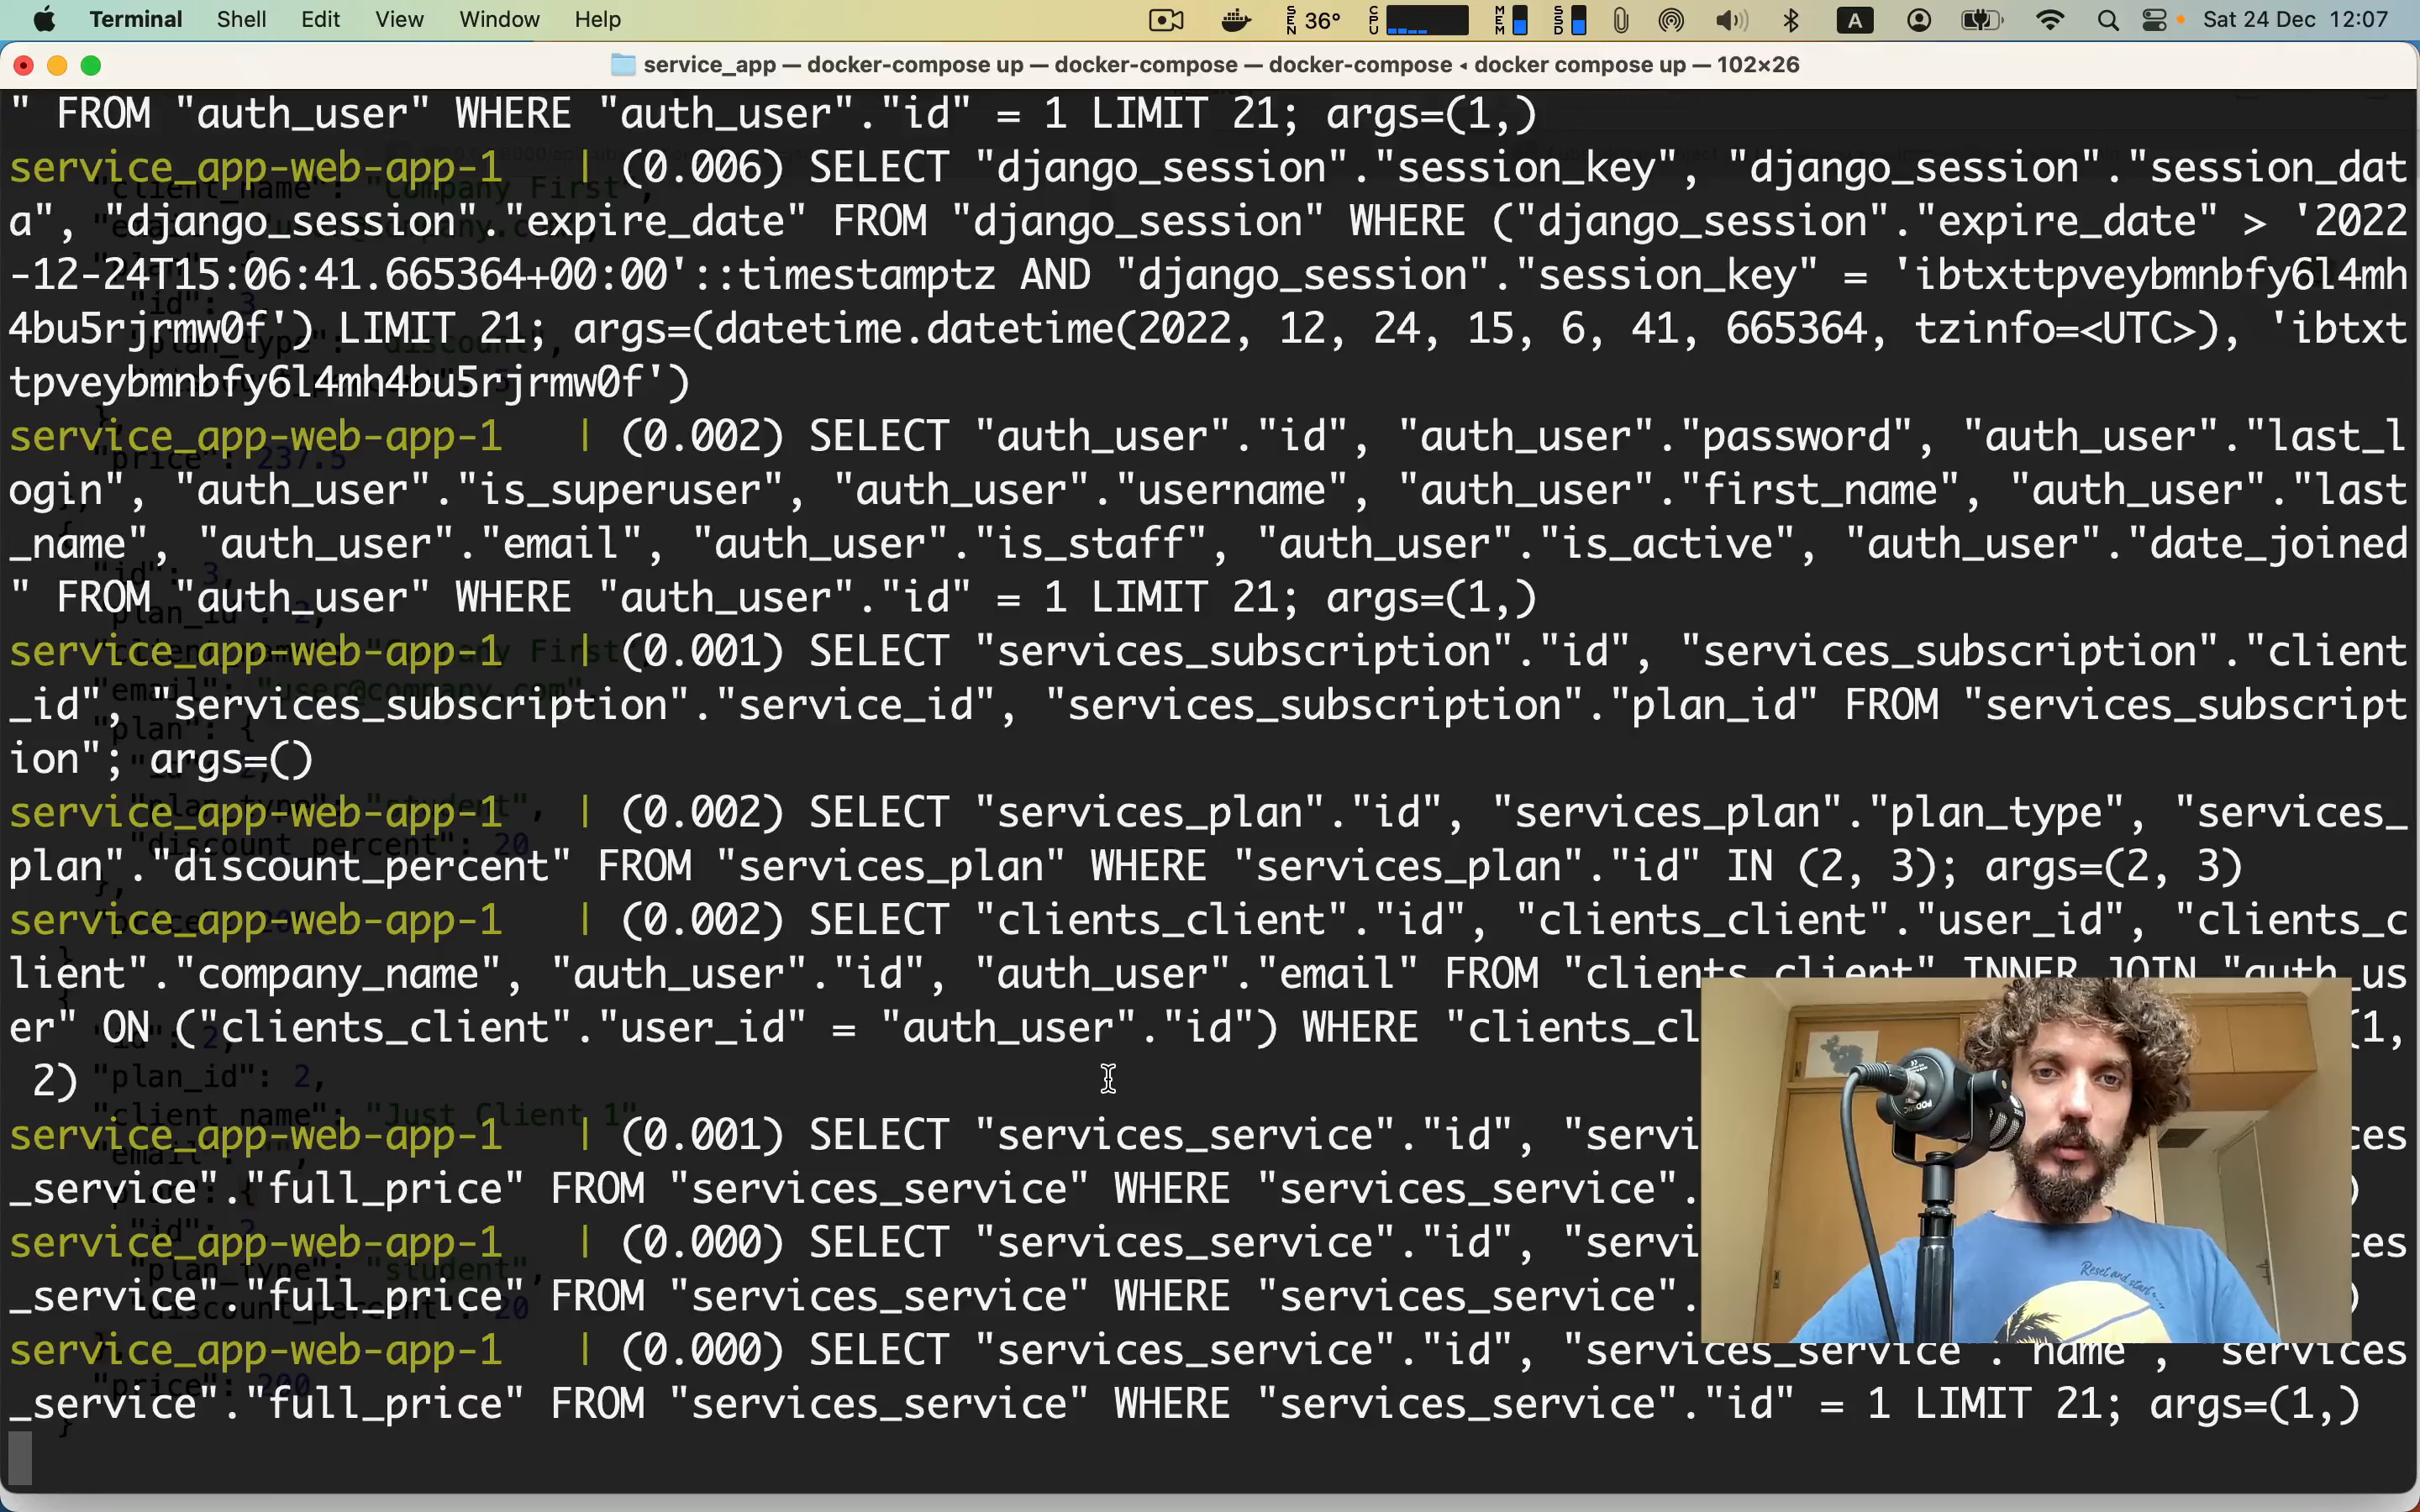 Terminal Shell Edit View Window Help SEN 36° CPU MEM SSD A Sat 24 Dec 12:07
service_app — docker-compose up — docker-compose — docker-compose ◂ docker compose up — 102×26
" FROM "auth_user" WHERE "auth_user"."id" = 1 LIMIT 21; args=(1,)
service_app-web-app-1 | (0.006) SELECT "django_session"."session_key", "django_session"."session_dat
a", "django_session"."expire_date" FROM "django_session" WHERE ("django_session"."expire_date" > '2022
-12-24T15:06:41.665364+00:00'::timestamptz AND "django_session"."session_key" = 'ibtxttpveybmnbfy6l4mh
4bu5rjrmw0f') LIMIT 21; args=(datetime.datetime(2022, 12, 24, 15, 6, 41, 665364, tzinfo=<UTC>), 'ibtxt
tpveybmnbfy6l4mh4bu5rjrmw0f')
service_app-web-app-1 | (0.002) SELECT "auth_user"."id", "auth_user"."password", "auth_user"."last_l
ogin", "auth_user"."is_superuser", "auth_user"."username", "auth_user"."first_name", "auth_user"."last
_name", "auth_user"."email", "auth_user"."is_staff", "auth_user"."is_active", "auth_user"."date_joined
" FROM "auth_user" WHERE "auth_user"."id" = 1 LIMIT 21; args=(1,)
service_app-web-app-1 | (0.001) SELECT "services_subscription"."id", "services_subscription"."client
_id", "services_subscription"."service_id", "services_subscription"."plan_id" FROM "services_subscript
ion"; args=()
service_app-web-app-1 | (0.002) SELECT "services_plan"."id", "services_plan"."plan_type", "services_
plan"."discount_percent" FROM "services_plan" WHERE "services_plan"."id" IN (2, 3); args=(2, 3)
service_app-web-app-1 | (0.002) SELECT "clients_client"."id", "clients_client"."user_id", "clients_c
lient"."company_name", "auth_user"."id", "auth_user"."email" FROM "clients_client" INNER JOIN "auth_us
er" ON ("clients_client"."user_id" = "auth_user"."id") WHERE "clients_cl (1,
2)
service_app-web-app-1 | (0.001) SELECT "services_service"."id", "servi ces
_service"."full_price" FROM "services_service" WHERE "services_service". )
service_app-web-app-1 | (0.000) SELECT "services_service"."id", "servi ces
_service"."full_price" FROM "services_service" WHERE "services_service". )
service_app-web-app-1 | (0.000) SELECT "services_service"."id", "services_service"."name", "services
_service"."full_price" FROM "services_service" WHERE "services_service"."id" = 1 LIMIT 21; args=(1,)